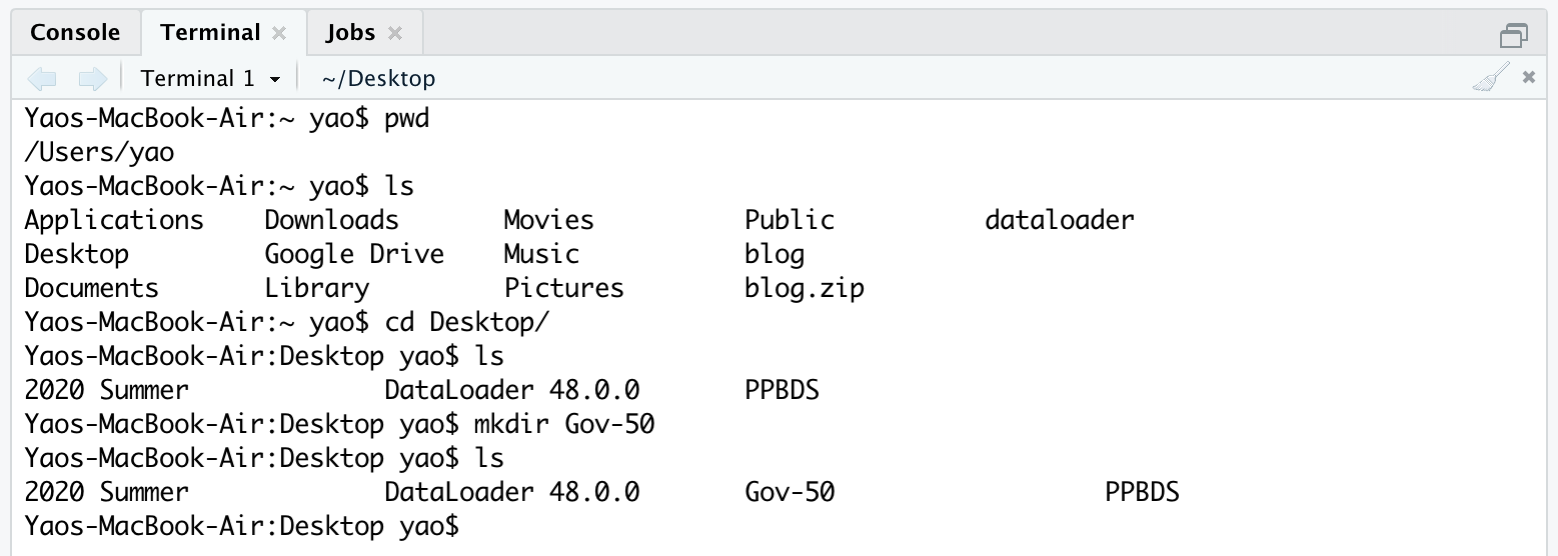 Console Terminal × Jobs ×
Terminal 1 ~/Desktop
Yaos-MacBook-Air:~ yao$ pwd
/Users/yao
Yaos-MacBook-Air:~ yao$ ls
Applications Downloads Movies Public dataloader
Desktop Google Drive Music blog
Documents Library Pictures blog.zip
Yaos-MacBook-Air:~ yao$ cd Desktop/
Yaos-MacBook-Air:Desktop yao$ ls
2020 Summer DataLoader 48.0.0 PPBDS
Yaos-MacBook-Air:Desktop yao$ mkdir Gov-50
Yaos-MacBook-Air:Desktop yao$ ls
2020 Summer DataLoader 48.0.0 Gov-50 PPBDS
Yaos-MacBook-Air:Desktop yao$